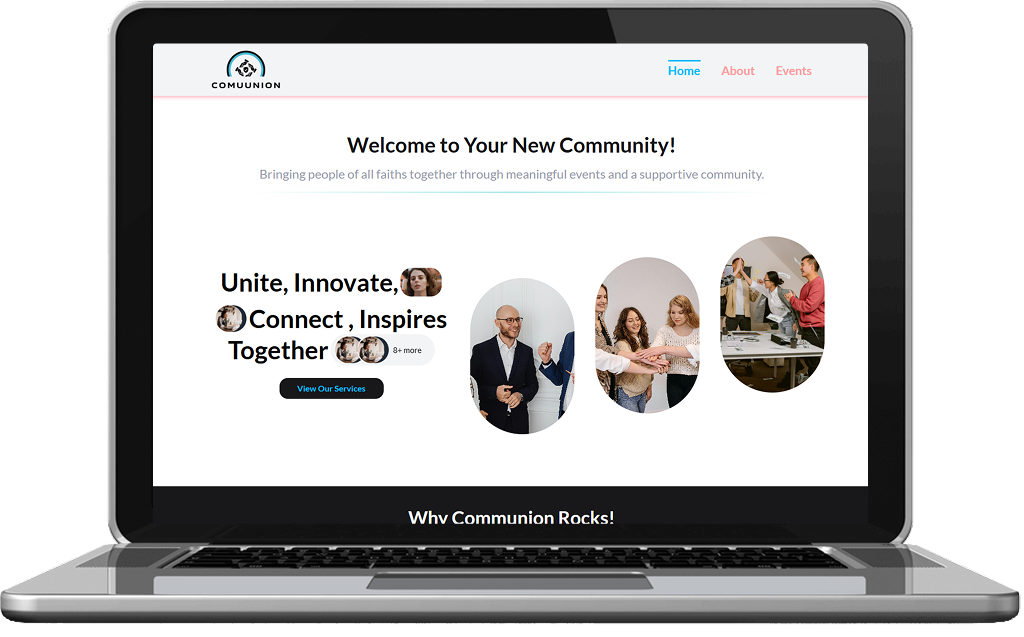 COMUUNION
Home About Events
Welcome to Your New Community!
Bringing people of all faiths together through meaningful events and a supportive community.
Unite, Innovate,
Connect , Inspires
Together 8+ more
View Our Services
Why Communion Rocks!